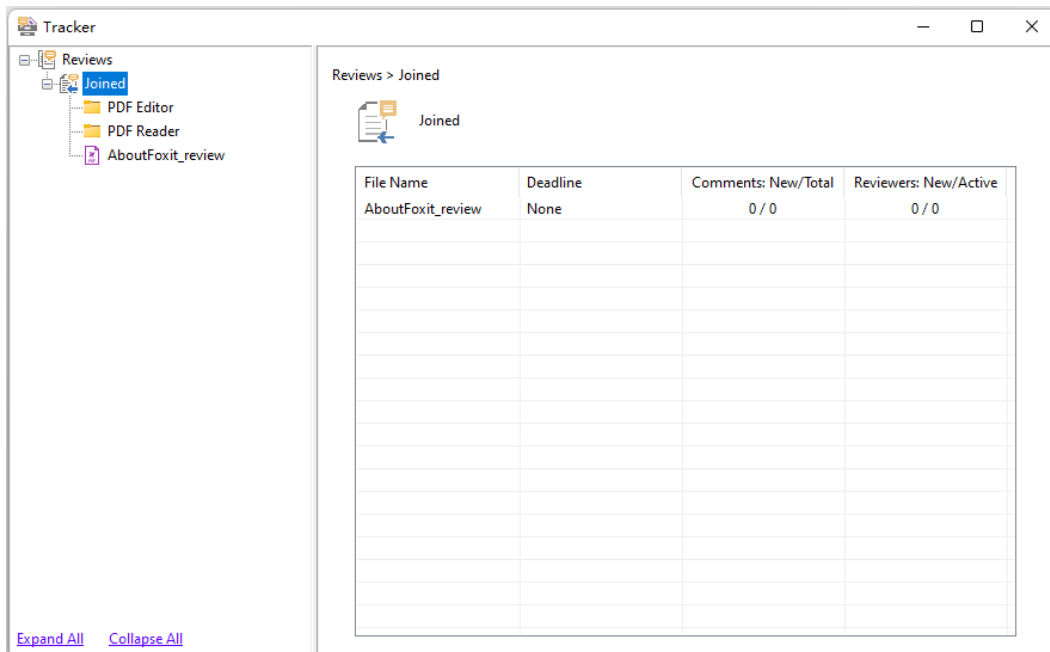 Tracker
Reviews
Joined
PDF Editor
PDF Reader
AboutFoxit_review
Expand All Collapse All
Reviews > Joined
Joined
File Name Deadline Comments: New/Total Reviewers: New/Active
AboutFoxit_review None 0 / 0 0 / 0